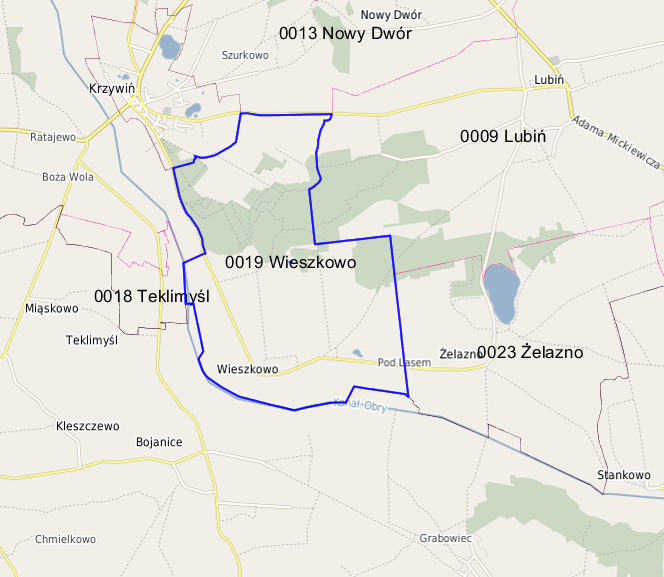 Nowy Dwór
0013 Nowy Dwór
Szurkowo
Lubiń
Krzywiń
Adama Mickiewicza
Ratajewo
0009 Lubiń
Boża Wola
0019 Wieszkowo
0018 Teklimyśl
Miąskowo
Teklimyśl
Żelazno
0023 Żelazno
Pod Lasem
Wieszkowo
Kanał Obry
Kleszczewo
Bojanice
Stankowo
Chmielkowo
Grabowiec